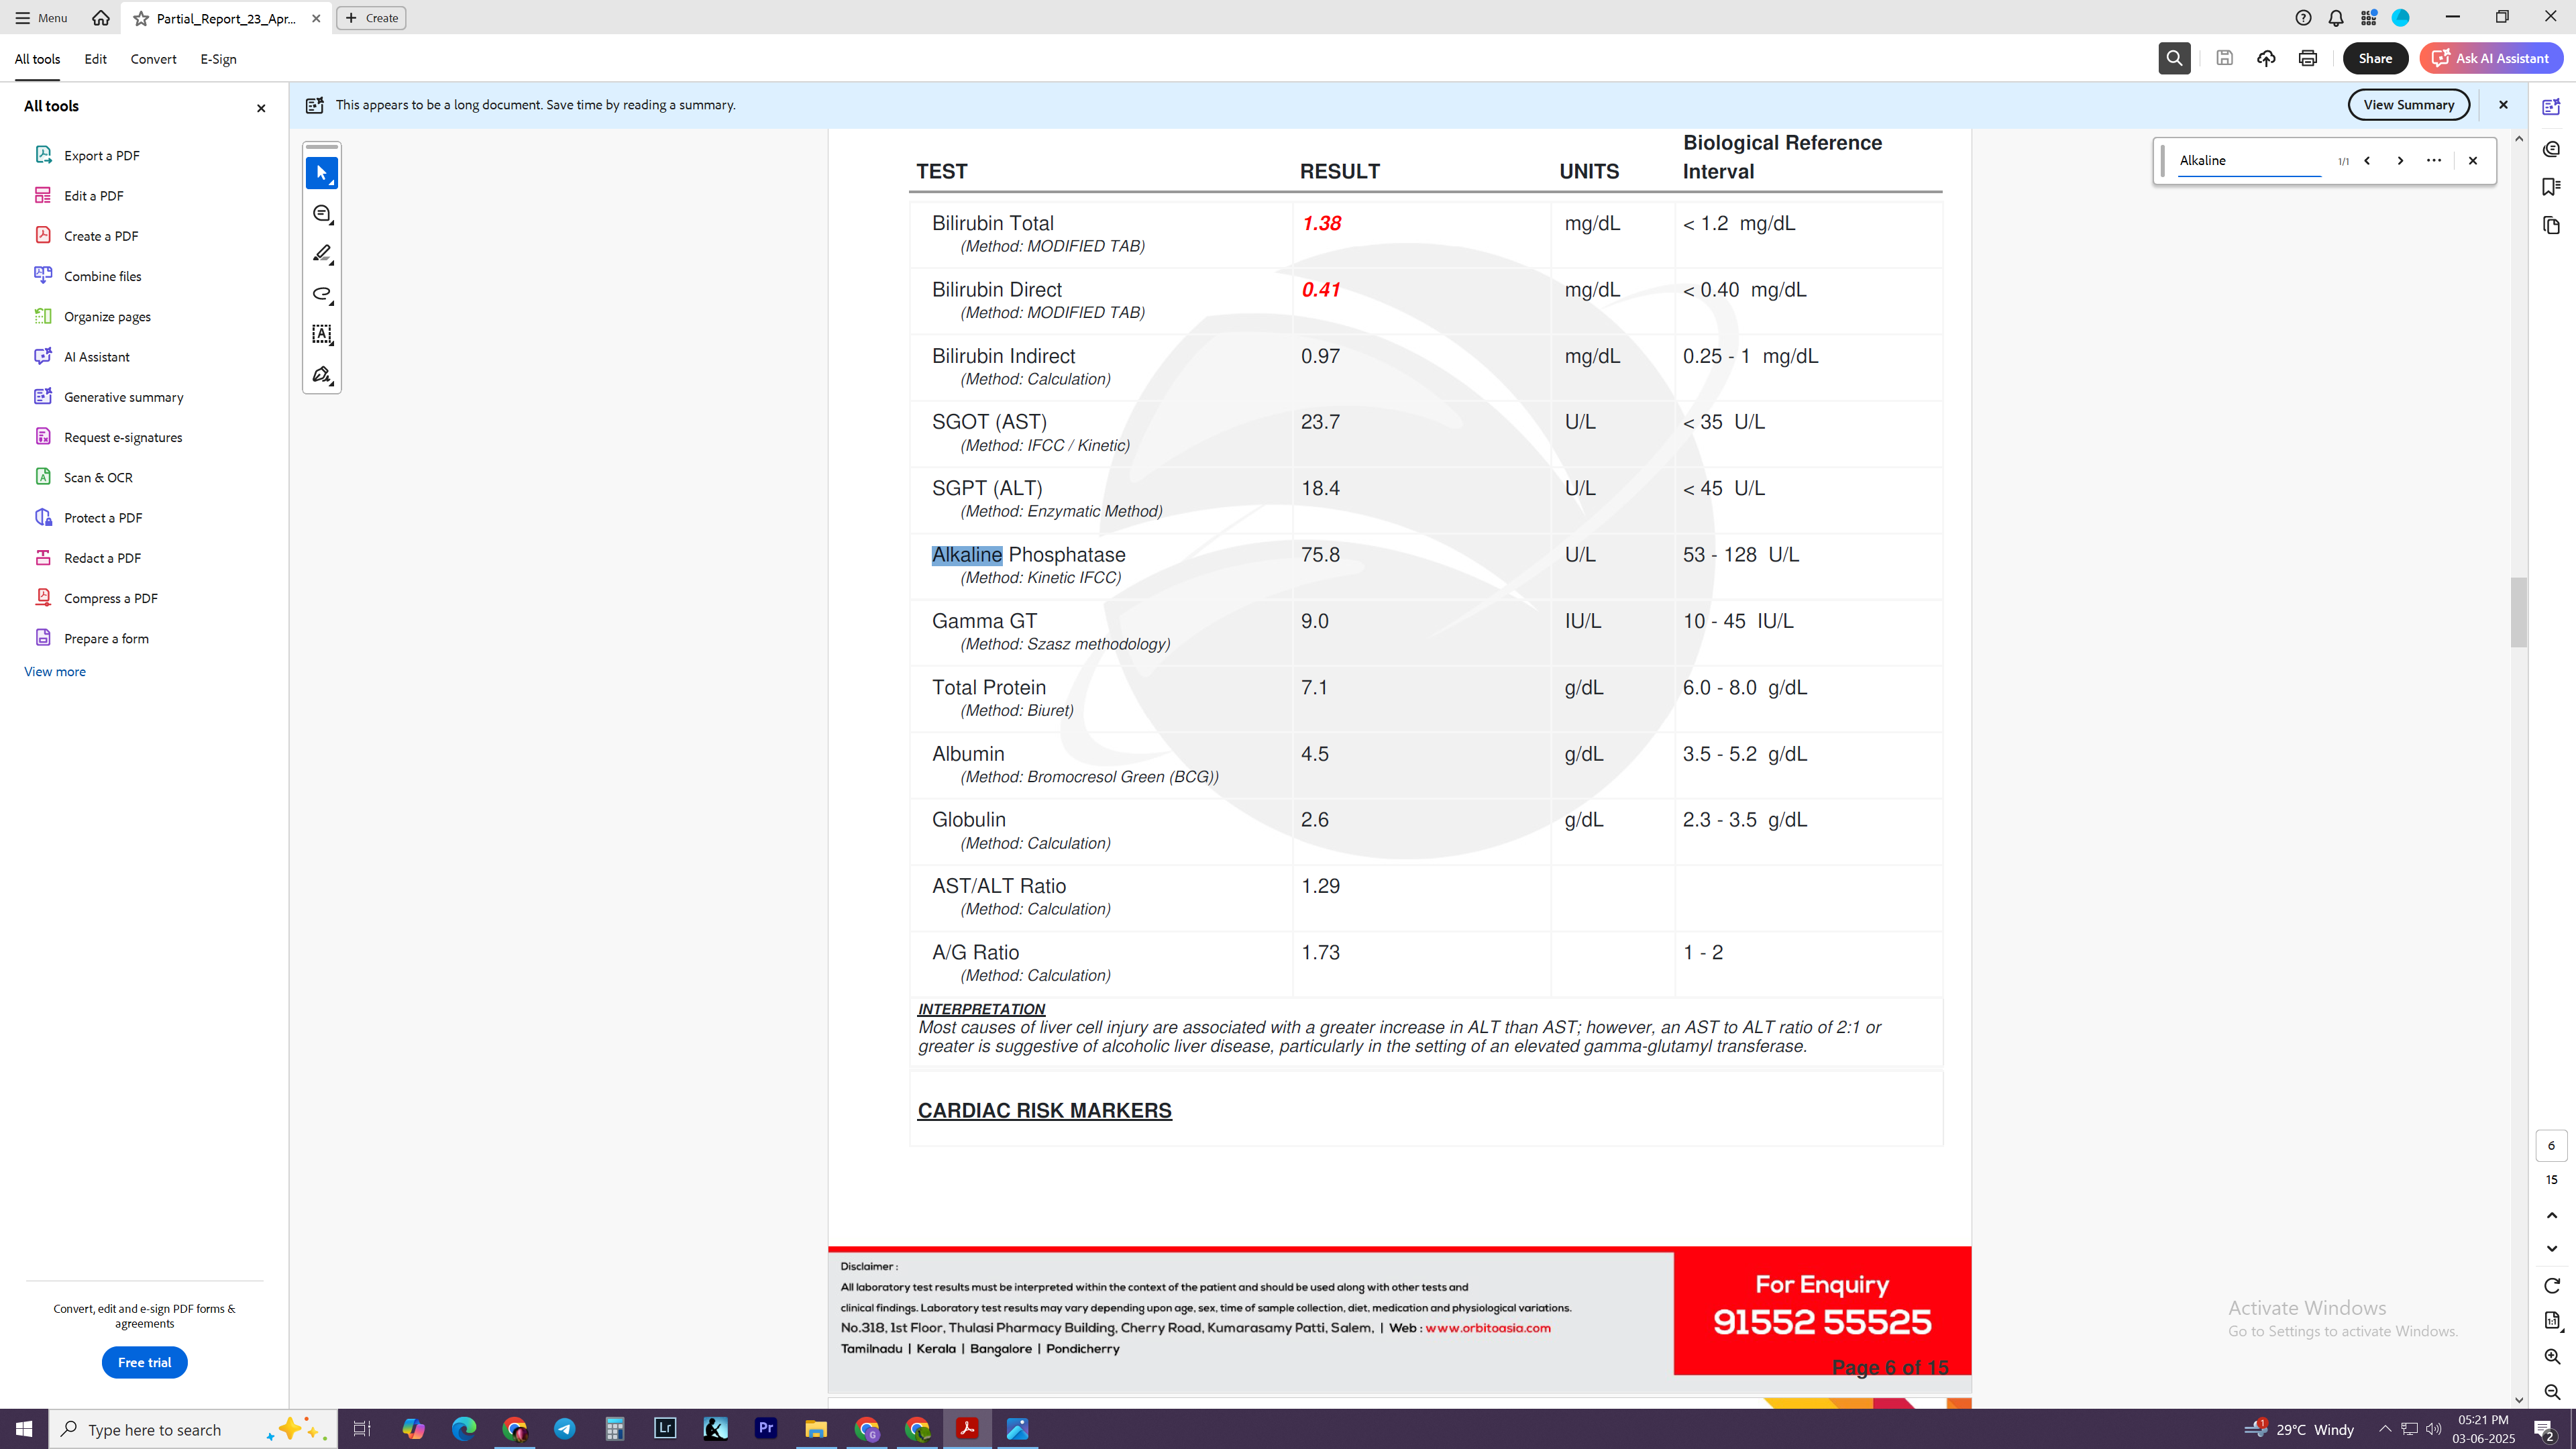 Menu
Partial_Report_23_Apr...
Create
All tools
Edit
Convert
E-Sign
Share
Ask AI Assistant
All tools
This appears to be a long document. Save time by reading a summary.
View Summary
Export a PDF
Edit a PDF
Create a PDF
Combine files
Organize pages
AI Assistant
Generative summary
Request e-signatures
Scan & OCR
Protect a PDF
Redact a PDF
Compress a PDF
Prepare a form
View more
Convert, edit and e-sign PDF forms &
agreements
Free trial
Alkaline 1/1
TEST RESULT UNITS Biological Reference
Interval
Bilirubin Total 1.38 mg/dL < 1.2 mg/dL
(Method: MODIFIED TAB)
Bilirubin Direct 0.41 mg/dL < 0.40 mg/dL
(Method: MODIFIED TAB)
Bilirubin Indirect 0.97 mg/dL 0.25 - 1 mg/dL
(Method: Calculation)
SGOT (AST) 23.7 U/L < 35 U/L
(Method: IFCC / Kinetic)
SGPT (ALT) 18.4 U/L < 45 U/L
(Method: Enzymatic Method)
Alkaline Phosphatase 75.8 U/L 53 - 128 U/L
(Method: Kinetic IFCC)
Gamma GT 9.0 IU/L 10 - 45 IU/L
(Method: Szasz methodology)
Total Protein 7.1 g/dL 6.0 - 8.0 g/dL
(Method: Biuret)
Albumin 4.5 g/dL 3.5 - 5.2 g/dL
(Method: Bromocresol Green (BCG))
Globulin 2.6 g/dL 2.3 - 3.5 g/dL
(Method: Calculation)
AST/ALT Ratio 1.29
(Method: Calculation)
A/G Ratio 1.73 1 - 2
(Method: Calculation)
INTERPRETATION
Most causes of liver cell injury are associated with a greater increase in ALT than AST; however, an AST to ALT ratio of 2:1 or
greater is suggestive of alcoholic liver disease, particularly in the setting of an elevated gamma-glutamyl transferase.
CARDIAC RISK MARKERS
Disclaimer :
All laboratory test results must be interpreted within the context of the patient and should be used along with other tests and
clinical findings. Laboratory test results may vary depending upon age, sex, time of sample collection, diet, medication and physiological variations.
No.318, 1st Floor, Thulasi Pharmacy Building, Cherry Road, Kumarasamy Patti, Salem, | Web : www.orbitoasia.com
Tamilnadu | Kerala | Bangalore | Pondicherry
For Enquiry
91552 55525
Page 6 of 15
6
15
Activate Windows
Go to Settings to activate Windows.
Type here to search
Lr
Pr
G
1
29°C Windy
05:21 PM
03-06-2025
2